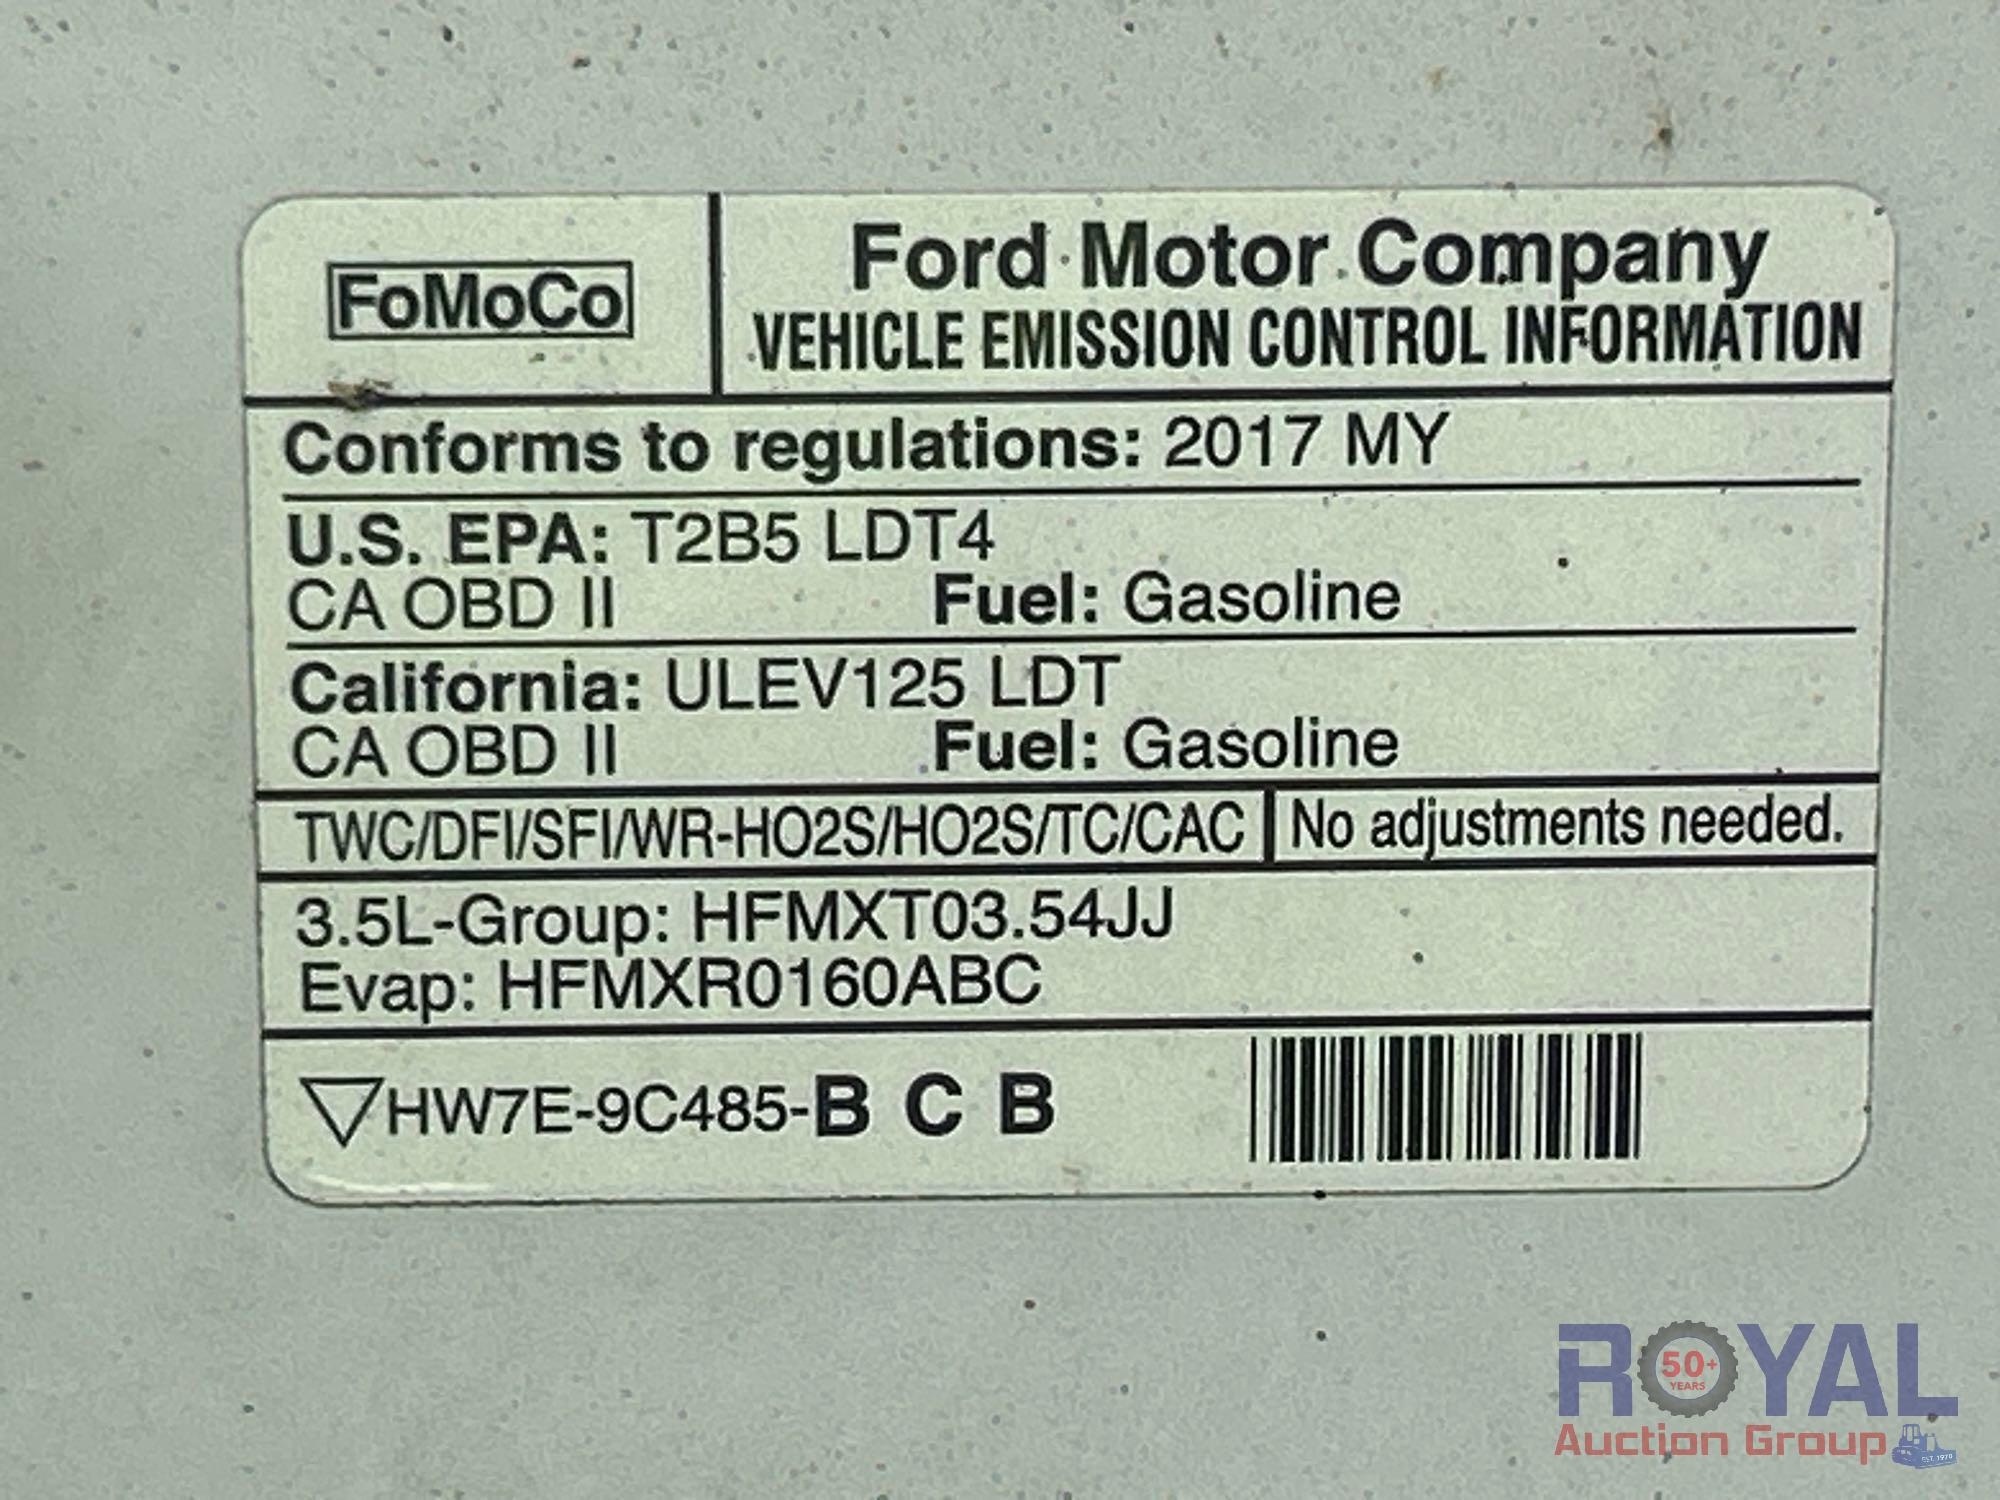 FoMoCo
Ford Motor Company
VEHICLE EMISSION CONTROL INFORMATION
Conforms to regulations: 2017 MY
U.S. EPA: T2B5 LDT4
CA OBD II Fuel: Gasoline
California: ULEV125 LDT
CA OBD II Fuel: Gasoline
TWC/DFI/SFI/WR-HO2S/HO2S/TC/CAC No adjustments needed.
3.5L-Group: HFMXT03.54JJ
Evap: HFMXR0160ABC
HW7E-9C485-B C B
ROYAL
50+
YEARS
Auction Group
EST. 1970